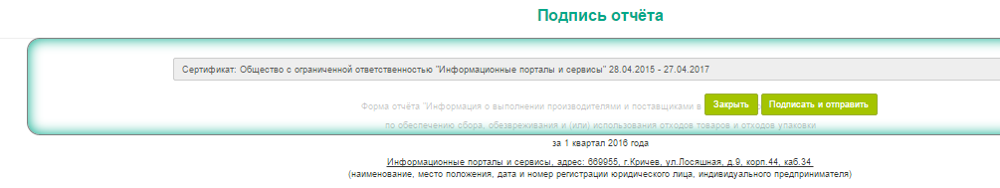 Подпись отчёта
Сертификат: Общество с ограниченной ответственностью "Информационные порталы и сервисы" 28.04.2015 - 27.04.2017
Закрыть Подписать и отправить
Форма отчёта "Информация о выполнении производителями и поставщиками в
по обеспечению сбора, обезвреживания и (или) использования отходов товаров и отходов упаковки
за 1 квартал 2016 года
Информационные порталы и сервисы, адрес: 669955, г.Кричев, ул.Лосяшная, д.9, корп.44, каб.34
(наименование, место положения, дата и номер регистрации юридического лица, индивидуального предпринимателя)